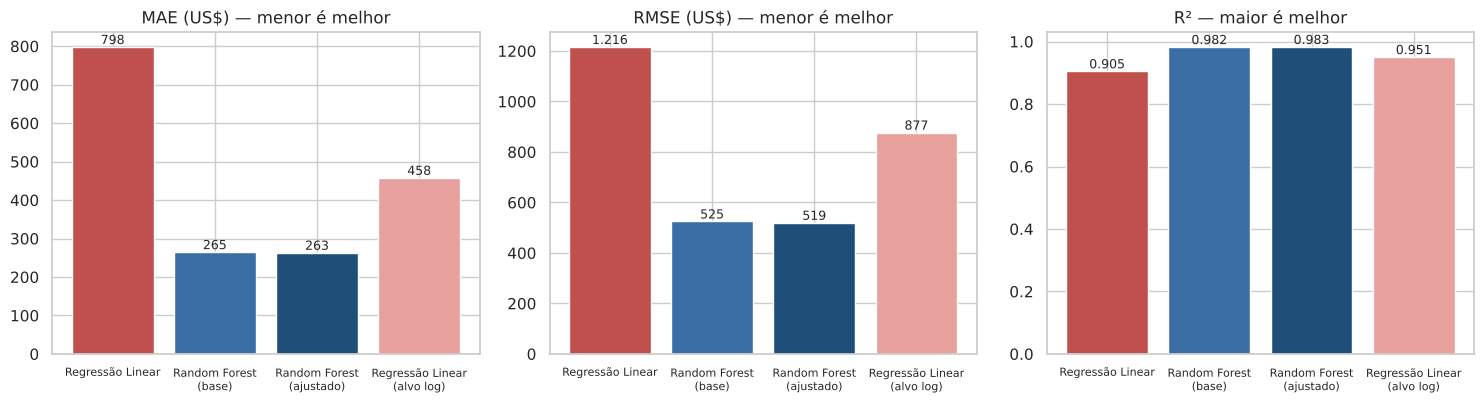 MAE (US$) — menor é melhor
800
700
600
500
400
300
200
100
0
798
265
263
458
Regressão Linear
Random Forest
(base)
Random Forest
(ajustado)
Regressão Linear
(alvo log)
RMSE (US$) — menor é melhor
1200
1000
800
600
400
200
0
1.216
525
519
877
Regressão Linear
Random Forest
(base)
Random Forest
(ajustado)
Regressão Linear
(alvo log)
R² — maior é melhor
1.0
0.8
0.6
0.4
0.2
0.0
0.905
0.982
0.983
0.951
Regressão Linear
Random Forest
(base)
Random Forest
(ajustado)
Regressão Linear
(alvo log)